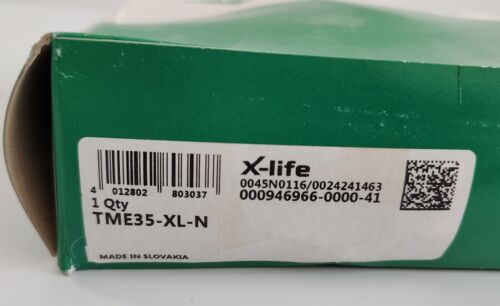 4 012802 803037
1 Qty
TME35-XL-N
X-life
0045N0116/0024241463
000946966-0000-41
MADE IN SLOVAKIA